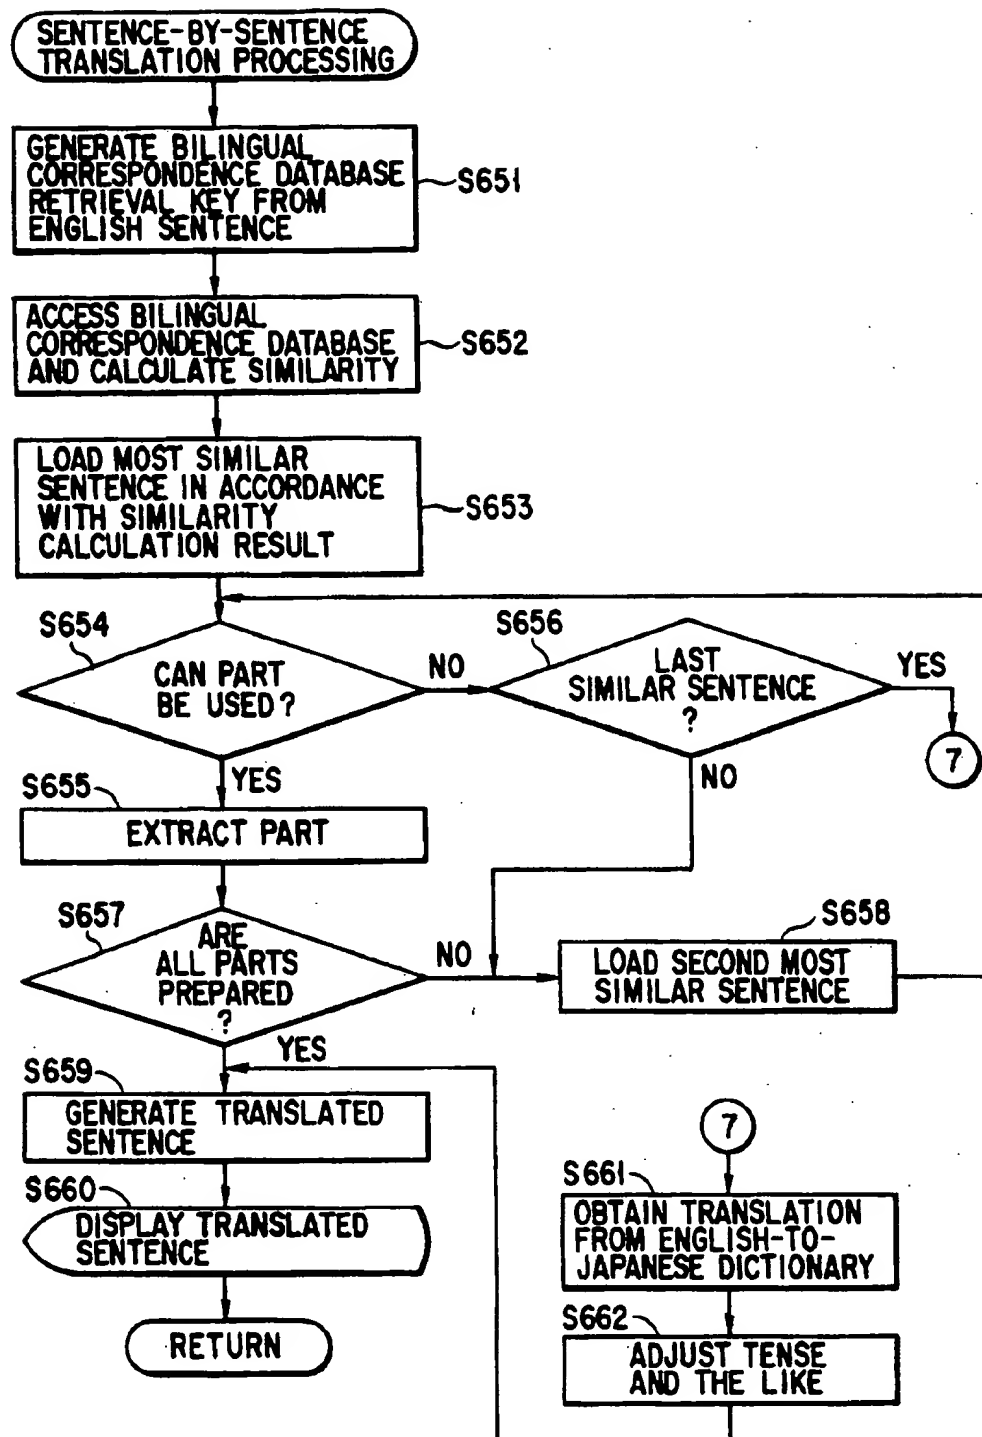 SENTENCE-BY-SENTENCE
TRANSLATION PROCESSING
GENERATE BILINGUAL
CORRESPONDENCE DATABASE
RETRIEVAL KEY FROM
ENGLISH SENTENCE
S651
ACCESS BILINGUAL
CORRESPONDENCE DATABASE
AND CALCULATE SIMILARITY
S652
LOAD MOST SIMILAR
SENTENCE IN ACCORDANCE
WITH SIMILARITY
CALCULATION RESULT
S653
S654
CAN PART
BE USED?
NO
YES
S656
LAST
SIMILAR SENTENCE
?
YES
7
NO
S655
EXTRACT PART
S657
ARE
ALL PARTS
PREPARED
?
NO
YES
S658
LOAD SECOND MOST
SIMILAR SENTENCE
S659
GENERATE TRANSLATED
SENTENCE
S660
DISPLAY TRANSLATED
SENTENCE
RETURN
7
S661
OBTAIN TRANSLATION
FROM ENGLISH-TO-
JAPANESE DICTIONARY
S662
ADJUST TENSE
AND THE LIKE